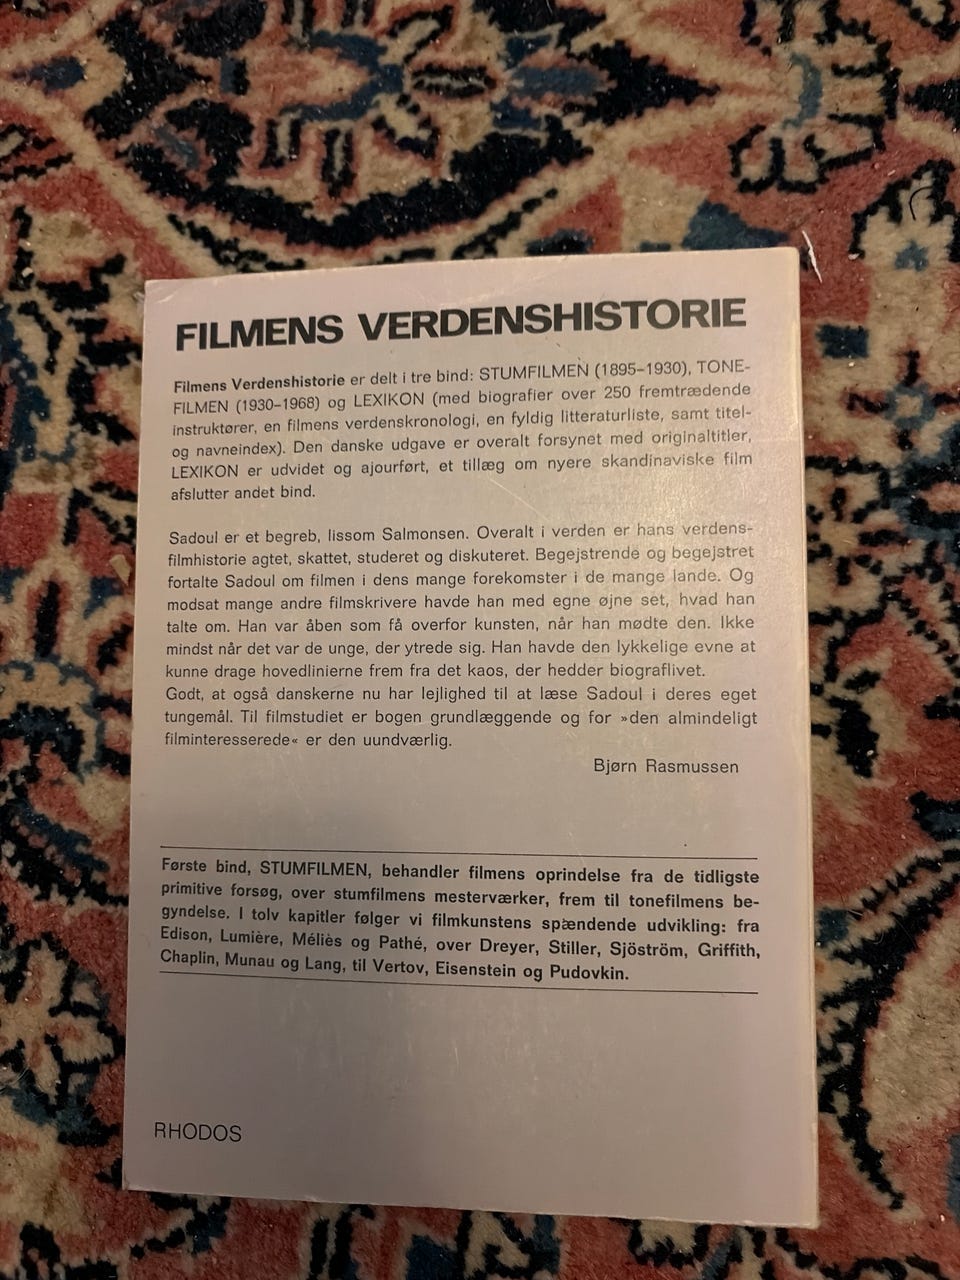 FILMENS VERDENSHISTORIE
Filmens Verdenshistorie er delt i tre bind: STUMFILMEN (1895–1930), TONE-
FILMEN (1930–1968) og LEXIKON (med biografier over 250 fremtrædende
instruktører, en filmens verdenskronologi, en fyldig litteraturliste, samt titel-
og navneindex). Den danske udgave er overalt forsynet med originaltitler,
LEXIKON er udvidet og ajourført, et tillæg om nyere skandinaviske film
afslutter andet bind.
Sadoul er et begreb, lissom Salmonsen. Overalt i verden er hans verdens-
filmhistorie agtet, skattet, studeret og diskuteret. Begejstrende og begejstret
fortalte Sadoul om filmen i dens mange forekomster i de mange lande. Og
modsat mange andre filmskrivere havde han med egne øjne set, hvad han
talte om. Han var åben som få overfor kunsten, når han mødte den. Ikke
mindst når det var de unge, der ytrede sig. Han havde den lykkelige evne at
kunne drage hovedlinierne frem fra det kaos, der hedder biograflivet.
Godt, at også danskerne nu har lejlighed til at læse Sadoul i deres eget
tungemål. Til filmstudiet er bogen grundlæggende og for »den almindeligt
filminteresserede« er den uundværlig.
Bjørn Rasmussen
Første bind, STUMFILMEN, behandler filmens oprindelse fra de tidligste
primitive forsøg, over stumfilmens mesterværker, frem til tonefilmens be-
gyndelse. I tolv kapitler følger vi filmkunstens spændende udvikling: fra
Edison, Lumière, Méliès og Pathé, over Dreyer, Stiller, Sjöström, Griffith,
Chaplin, Munau og Lang, til Vertov, Eisenstein og Pudovkin.
RHODOS